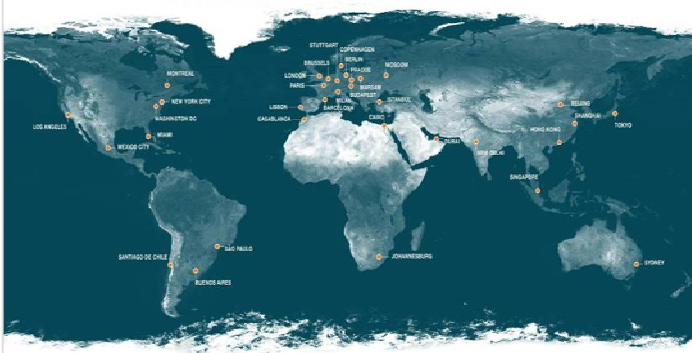 STUTTGART
COPENHAGEN
BERLIN
BRUSSELS
PRAGUE
MOSCOW
LONDON
PARIS
WARSAW
BUDAPEST
MILAN
ISTANBUL
LISBON
BARCELONA
CASABLANCA
CAIRO
MONTREAL
NEW YORK CITY
WASHINGTON DC
LOS ANGELES
MIAMI
MEXICO CITY
BEIJING
SHANGHAI
TOKYO
HONG KONG
DUBAI
NEW DELHI
SINGAPORE
SAO PAULO
SANTIAGO DE CHILE
BUENOS AIRES
JOHANNESBURG
SYDNEY